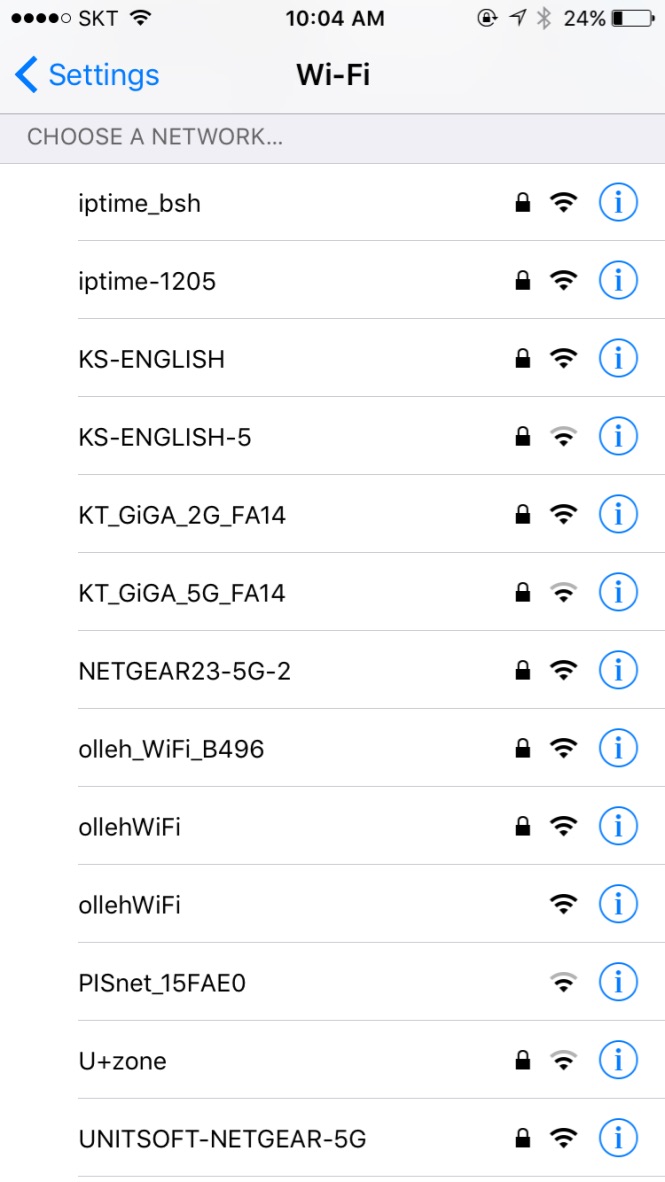 SKT 10:04 AM 24%
Settings Wi-Fi
CHOOSE A NETWORK...
iptime_bsh
iptime-1205
KS-ENGLISH
KS-ENGLISH-5
KT_GiGA_2G_FA14
KT_GiGA_5G_FA14
NETGEAR23-5G-2
olleh_WiFi_B496
ollehWiFi
ollehWiFi
PISnet_15FAE0
U+zone
UNITSOFT-NETGEAR-5G